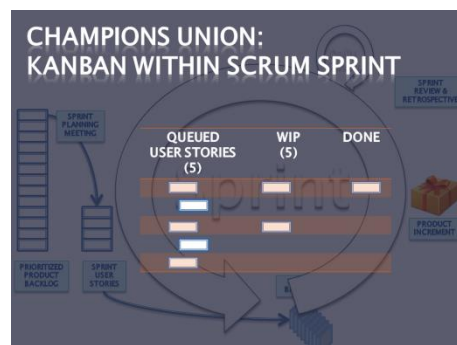 CHAMPIONS UNION:
KANBAN WITHIN SCRUM SPRINT
SPRINT
REVIEW &
RETROSPECTIVE
SPRINT
PLANNING
MEETING
QUEUED
USER STORIES
(5)
WIP
(5)
DONE
Sprint
PRODUCT
INCREMENT
PRIORITIZED
PRODUCT
BACKLOG
SPRINT
USER
STORIES